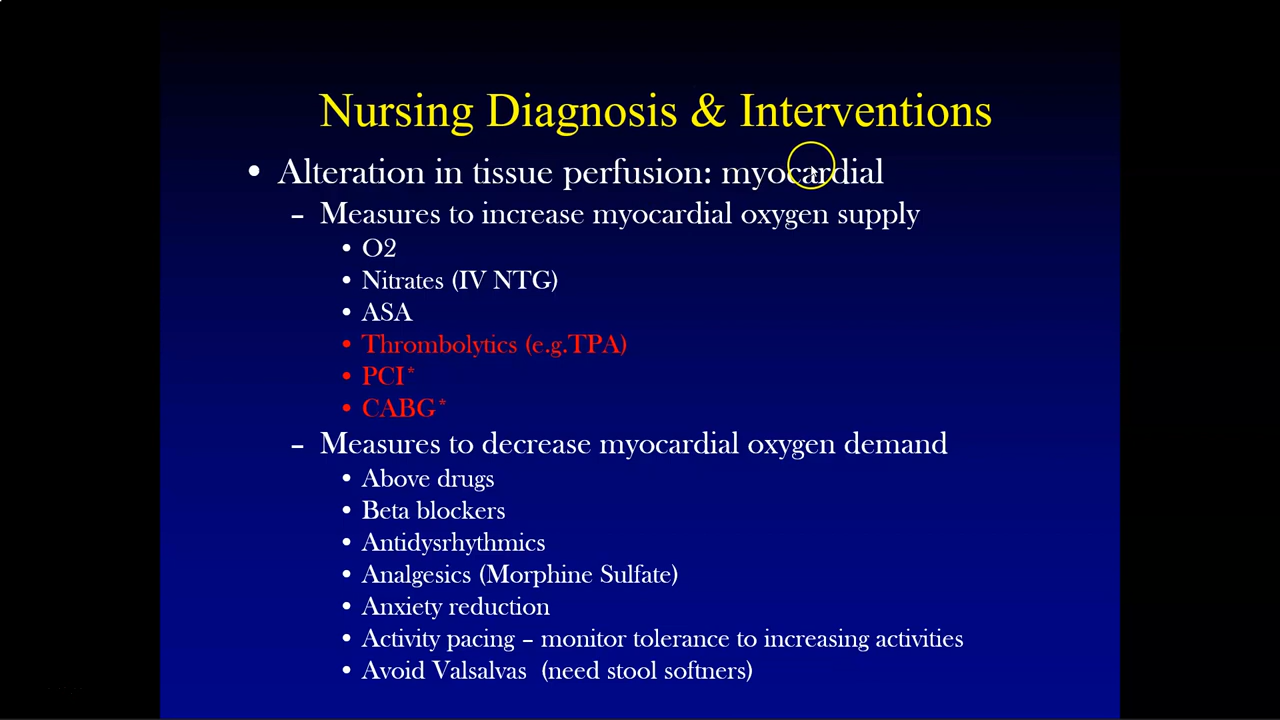 Nursing Diagnosis & Interventions
• Alteration in tissue perfusion: myocardial
– Measures to increase myocardial oxygen supply
• O2
• Nitrates (IV NTG)
• ASA
• Thrombolytics (e.g.TPA)
• PCI*
• CABG*
– Measures to decrease myocardial oxygen demand
• Above drugs
• Beta blockers
• Antidysrhythmics
• Analgesics (Morphine Sulfate)
• Anxiety reduction
• Activity pacing – monitor tolerance to increasing activities
• Avoid Valsalvas (need stool softners)